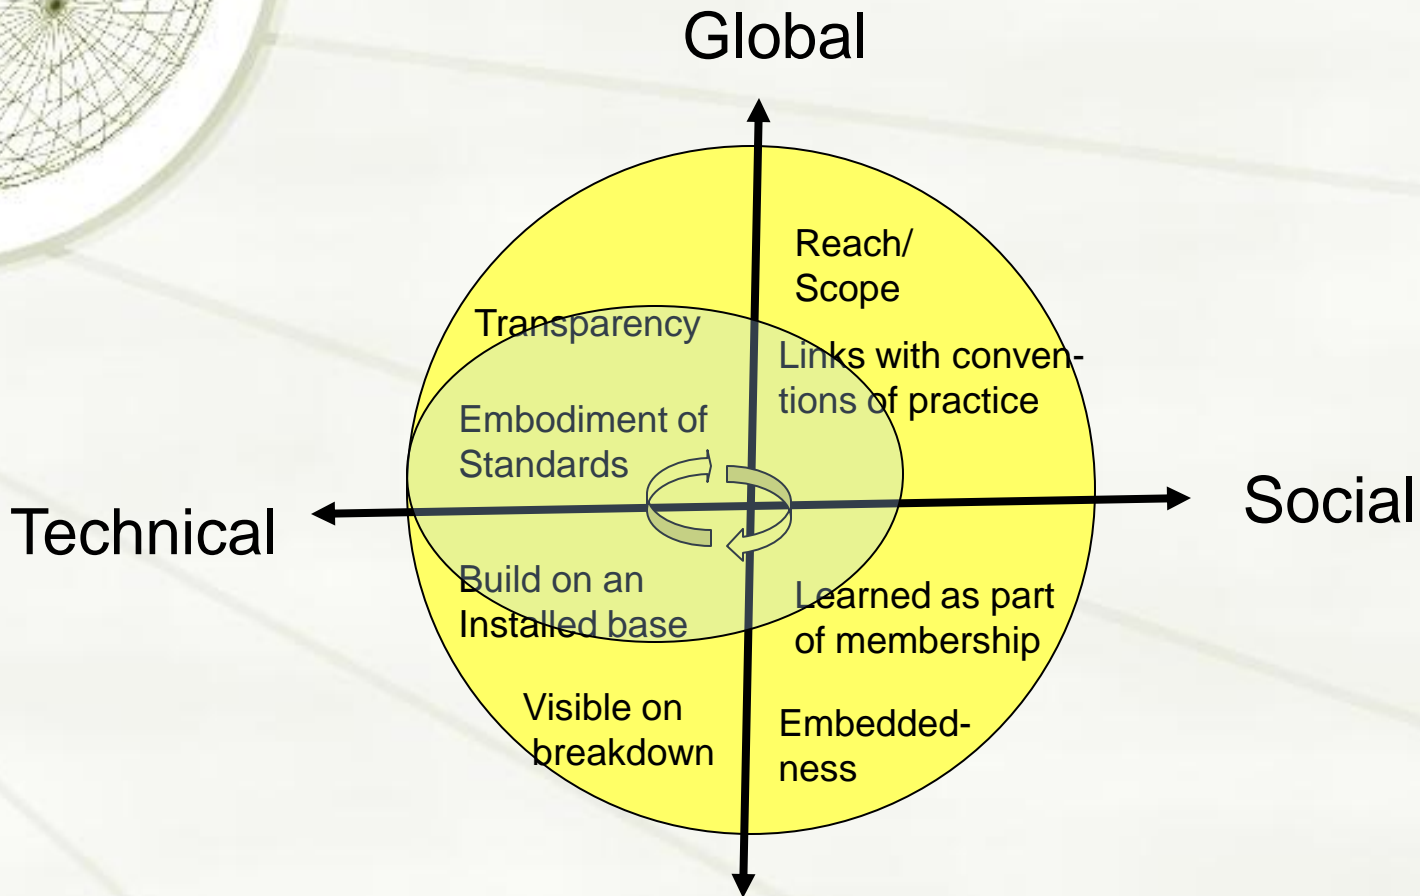 Global
Reach/
Scope
Transparency
Links with conven-
tions of practice
Embodiment of
Standards
Technical
Social
Build on an
Installed base
Learned as part
of membership
Visible on
breakdown
Embedded-
ness